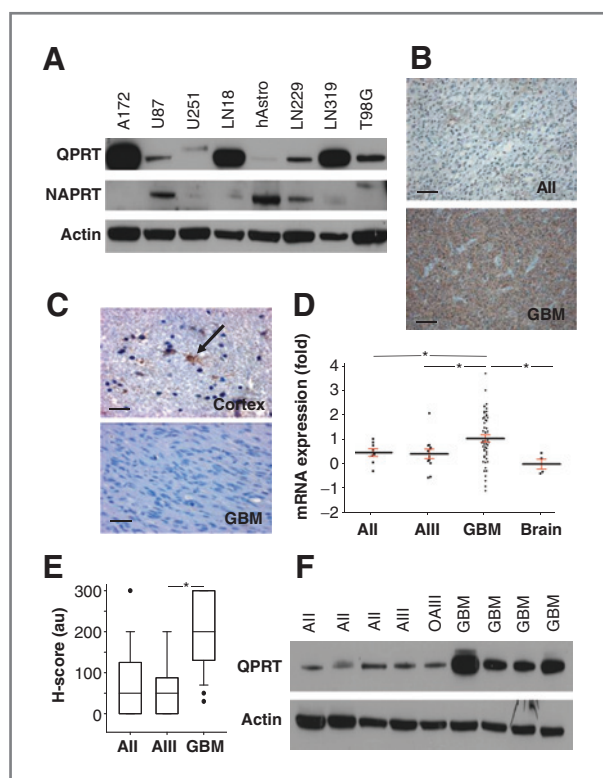 A
A172
U87
U251
LN18
hAstro
LN229
LN319
T98G
QPRT
NAPRT
Actin
B
AII
GBM
C
Cortex
GBM
D
mRNA expression (fold)
4
3
2
1
0
−1
−2
* * *
AII AIII GBM Brain
E
H-score (au)
300
200
100
0
*
AII AIII GBM
F
AII
AII
AII
AIII
OAIII
GBM
GBM
GBM
GBM
QPRT
Actin